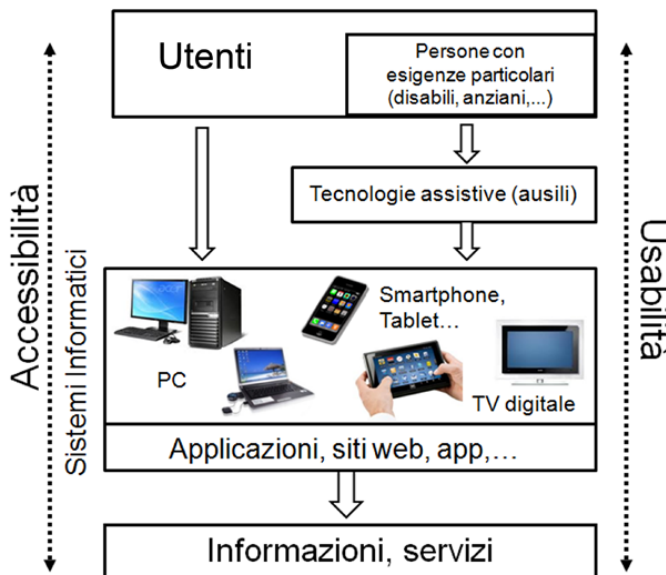 Utenti
Persone con
esigenze particolari
(disabili, anziani,...)
Tecnologie assistive (ausili)
Accessibilità
Usabilità
Sistemi Informatici
Smartphone,
Tablet…
PC
TV digitale
Applicazioni, siti web, app,…
Informazioni, servizi